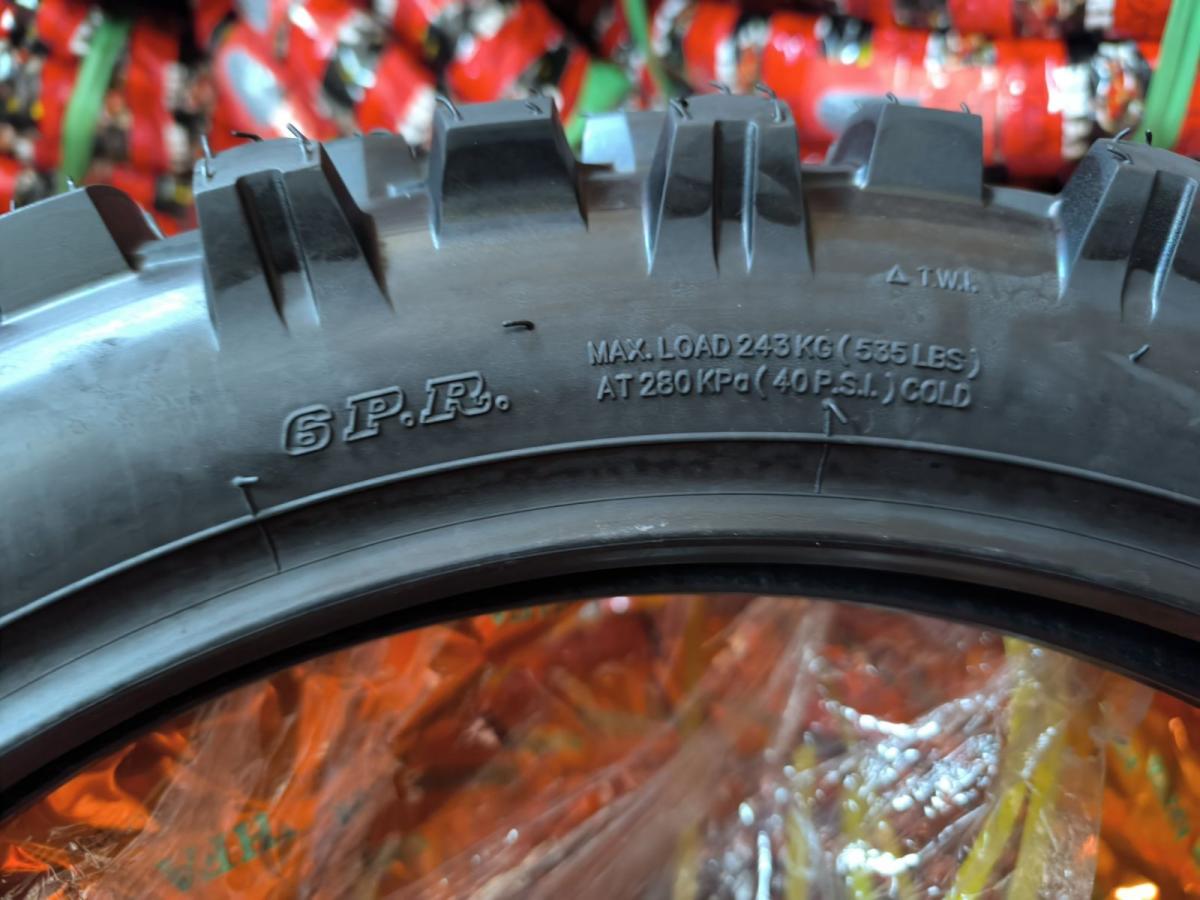 △ T.W.I.
MAX. LOAD 243 KG ( 535 LBS )
AT 280 KPa ( 40 P.S.I. ) COLD
6 P.R.